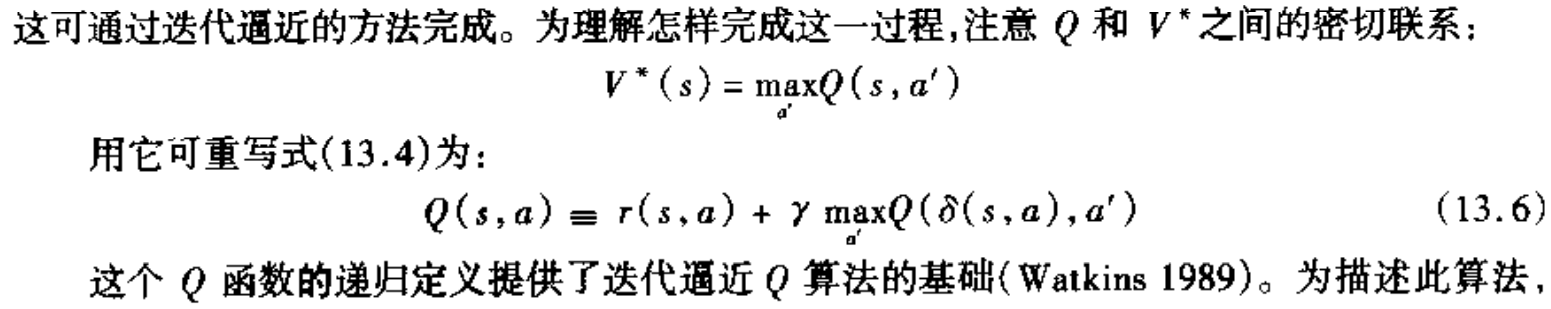 这可通过迭代逼近的方法完成。为理解怎样完成这一过程,注意 Q 和 V*之间的密切联系:
V*(s) = max_{a′}Q(s, a′)
用它可重写式(13.4)为:
Q(s, a) ≡ r(s, a) + γ max_{a′}Q(δ(s, a), a′) (13.6)
这个 Q 函数的递归定义提供了迭代逼近 Q 算法的基础(Watkins 1989)。为描述此算法,